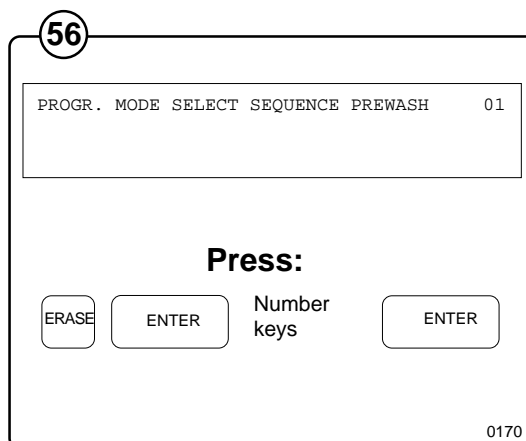 56
PROGR. MODE SELECT SEQUENCE PREWASH 01
Press:
ERASE ENTER Number keys ENTER
0170